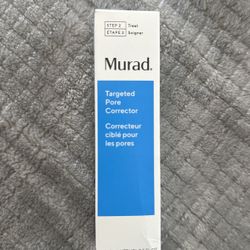 STEP 2 Treat
ÉTAPE 2 Soigner
Murad.
Targeted
Pore
Corrector
Correcteur
ciblé pour
les pores